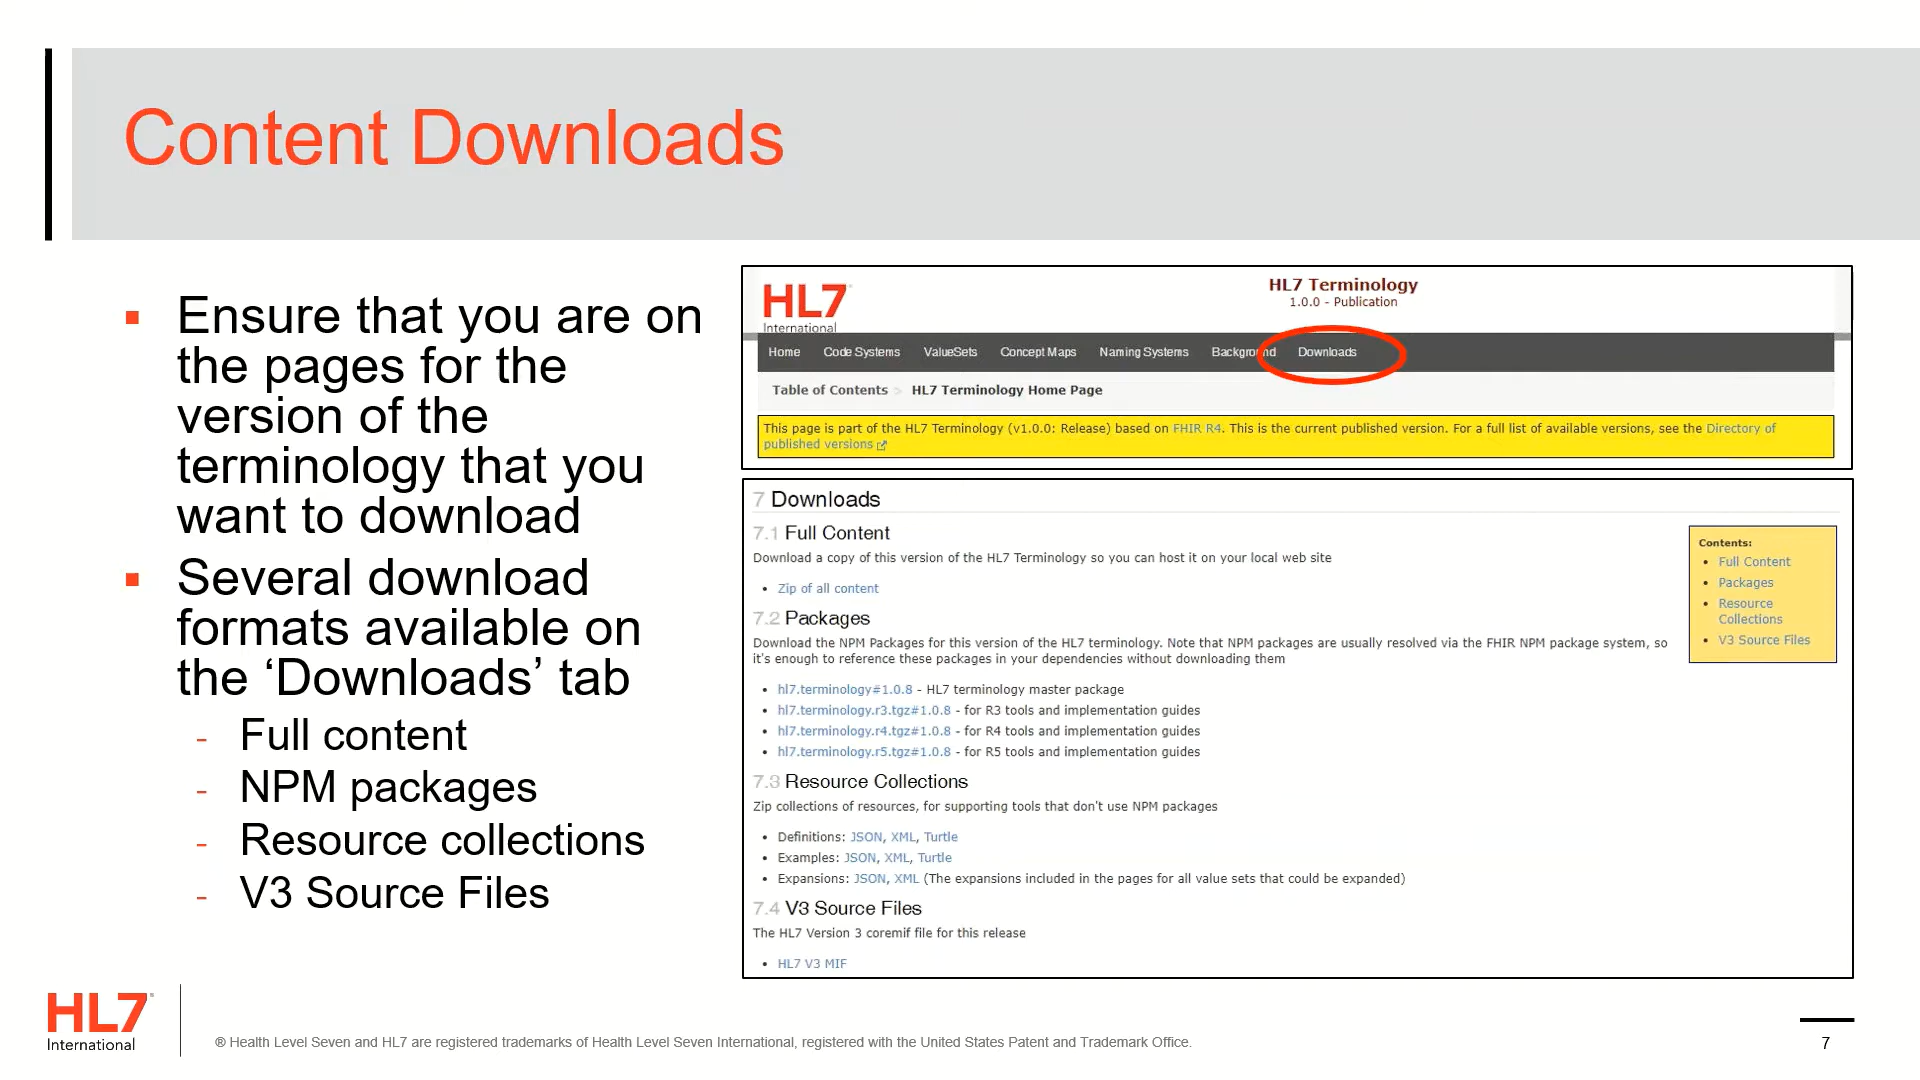 Content Downloads
Ensure that you are on
the pages for the
version of the
terminology that you
want to download
Several download
formats available on
the ‘Downloads’ tab
- Full content
- NPM packages
- Resource collections
- V3 Source Files
HL7
International
HL7 Terminology
1.0.0 - Publication
Home Code Systems ValueSets Concept Maps Naming Systems Background Downloads
Table of Contents > HL7 Terminology Home Page
This page is part of the HL7 Terminology (v1.0.0: Release) based on FHIR R4. This is the current published version. For a full list of available versions, see the Directory of
published versions
7 Downloads
7.1 Full Content
Download a copy of this version of the HL7 Terminology so you can host it on your local web site
• Zip of all content
7.2 Packages
Download the NPM Packages for this version of the HL7 terminology. Note that NPM packages are usually resolved via the FHIR NPM package system, so
it's enough to reference these packages in your dependencies without downloading them
• hl7.terminology#1.0.8 - HL7 terminology master package
• hl7.terminology.r3.tgz#1.0.8 - for R3 tools and implementation guides
• hl7.terminology.r4.tgz#1.0.8 - for R4 tools and implementation guides
• hl7.terminology.r5.tgz#1.0.8 - for R5 tools and implementation guides
7.3 Resource Collections
Zip collections of resources, for supporting tools that don't use NPM packages
• Definitions: JSON, XML, Turtle
• Examples: JSON, XML, Turtle
• Expansions: JSON, XML (The expansions included in the pages for all value sets that could be expanded)
7.4 V3 Source Files
The HL7 Version 3 coremif file for this release
• HL7 V3 MIF
Contents:
• Full Content
• Packages
• Resource
Collections
• V3 Source Files
HL7®
International
® Health Level Seven and HL7 are registered trademarks of Health Level Seven International, registered with the United States Patent and Trademark Office.
7